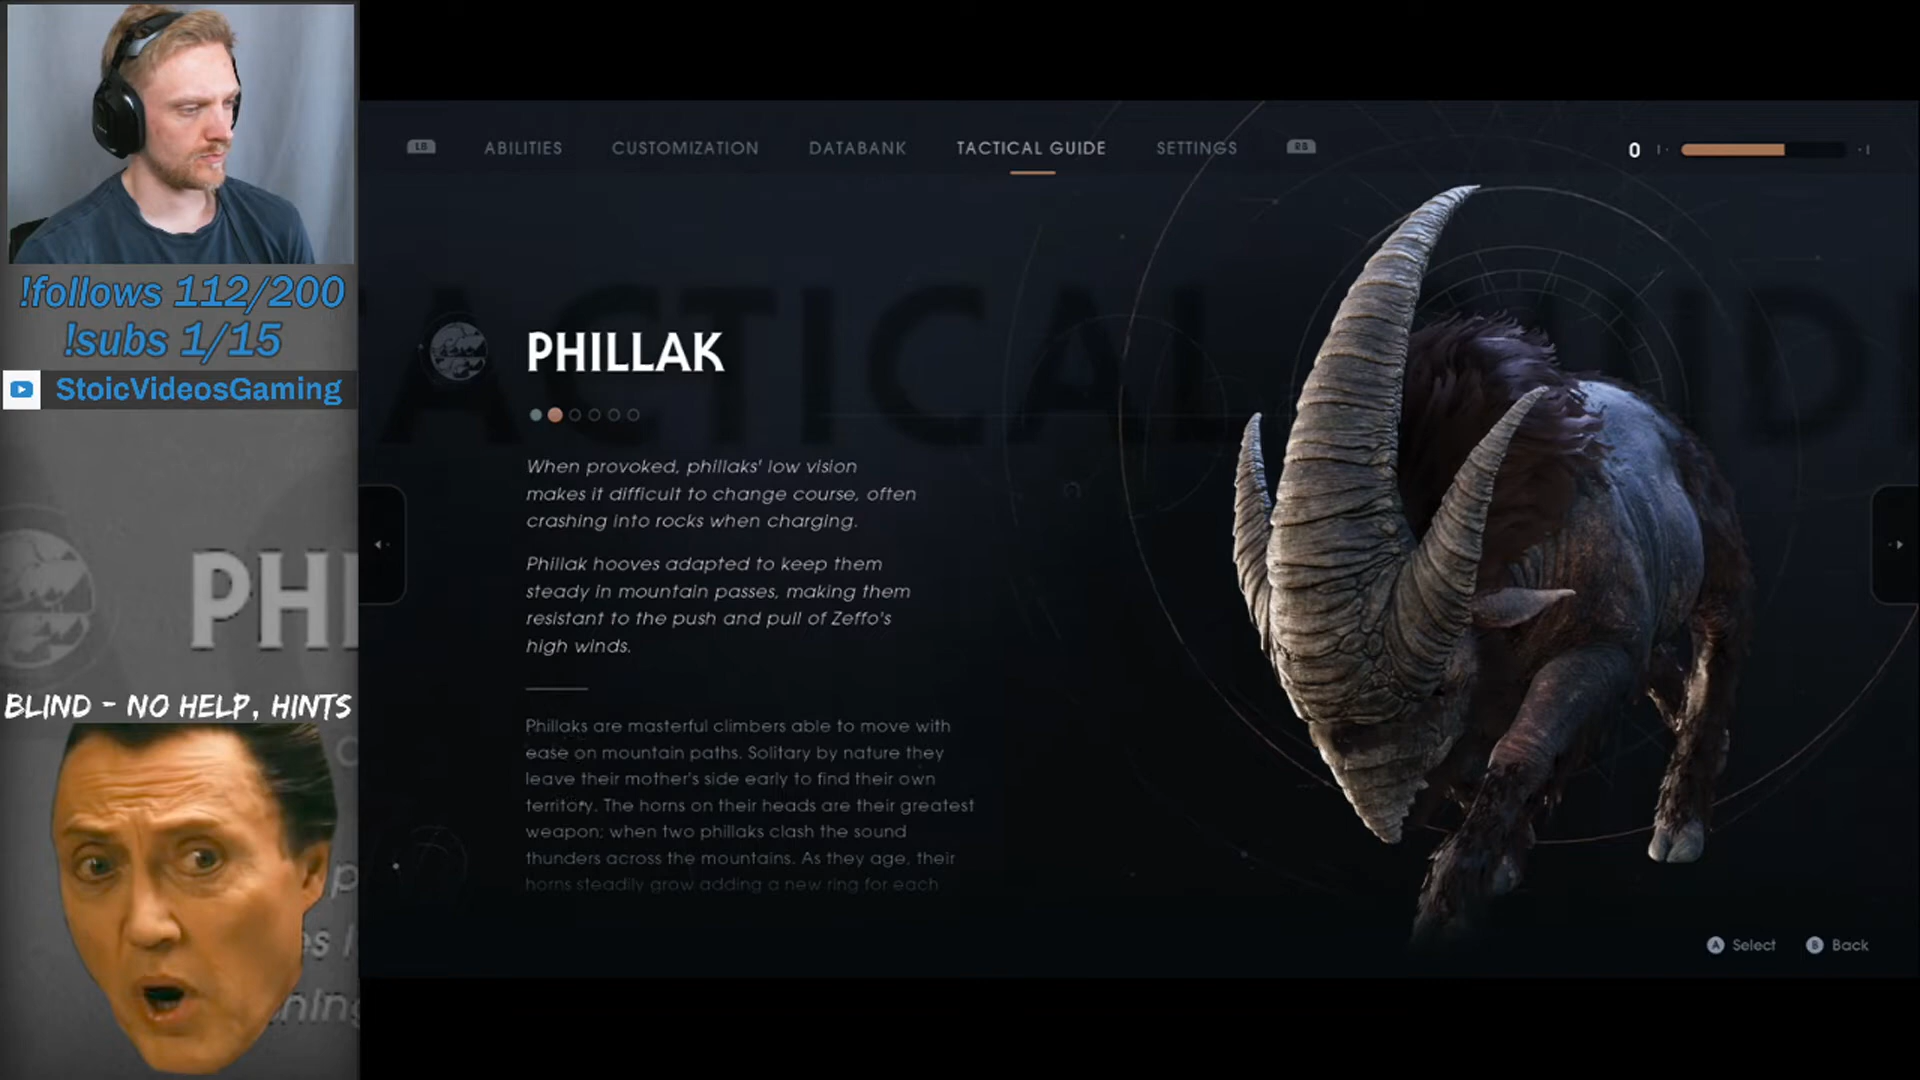 !follows 112/200
!subs 1/15
StoicVideosGaming
PHI
BLIND - NO HELP, HINTS
LB
ABILITIES
CUSTOMIZATION
DATABANK
TACTICAL GUIDE
SETTINGS
RB
0
PHILLAK
When provoked, phillaks' low vision
makes it difficult to change course, often
crashing into rocks when charging.
Phillak hooves adapted to keep them
steady in mountain passes, making them
resistant to the push and pull of Zeffo's
high winds.
Phillaks are masterful climbers able to move with
ease on mountain paths. Solitary by nature they
leave their mother's side early to find their own
territory. The horns on their heads are their greatest
weapon; when two phillaks clash the sound
thunders across the mountains. As they age, their
horns steadily grow adding a new ring for each
A Select
B Back